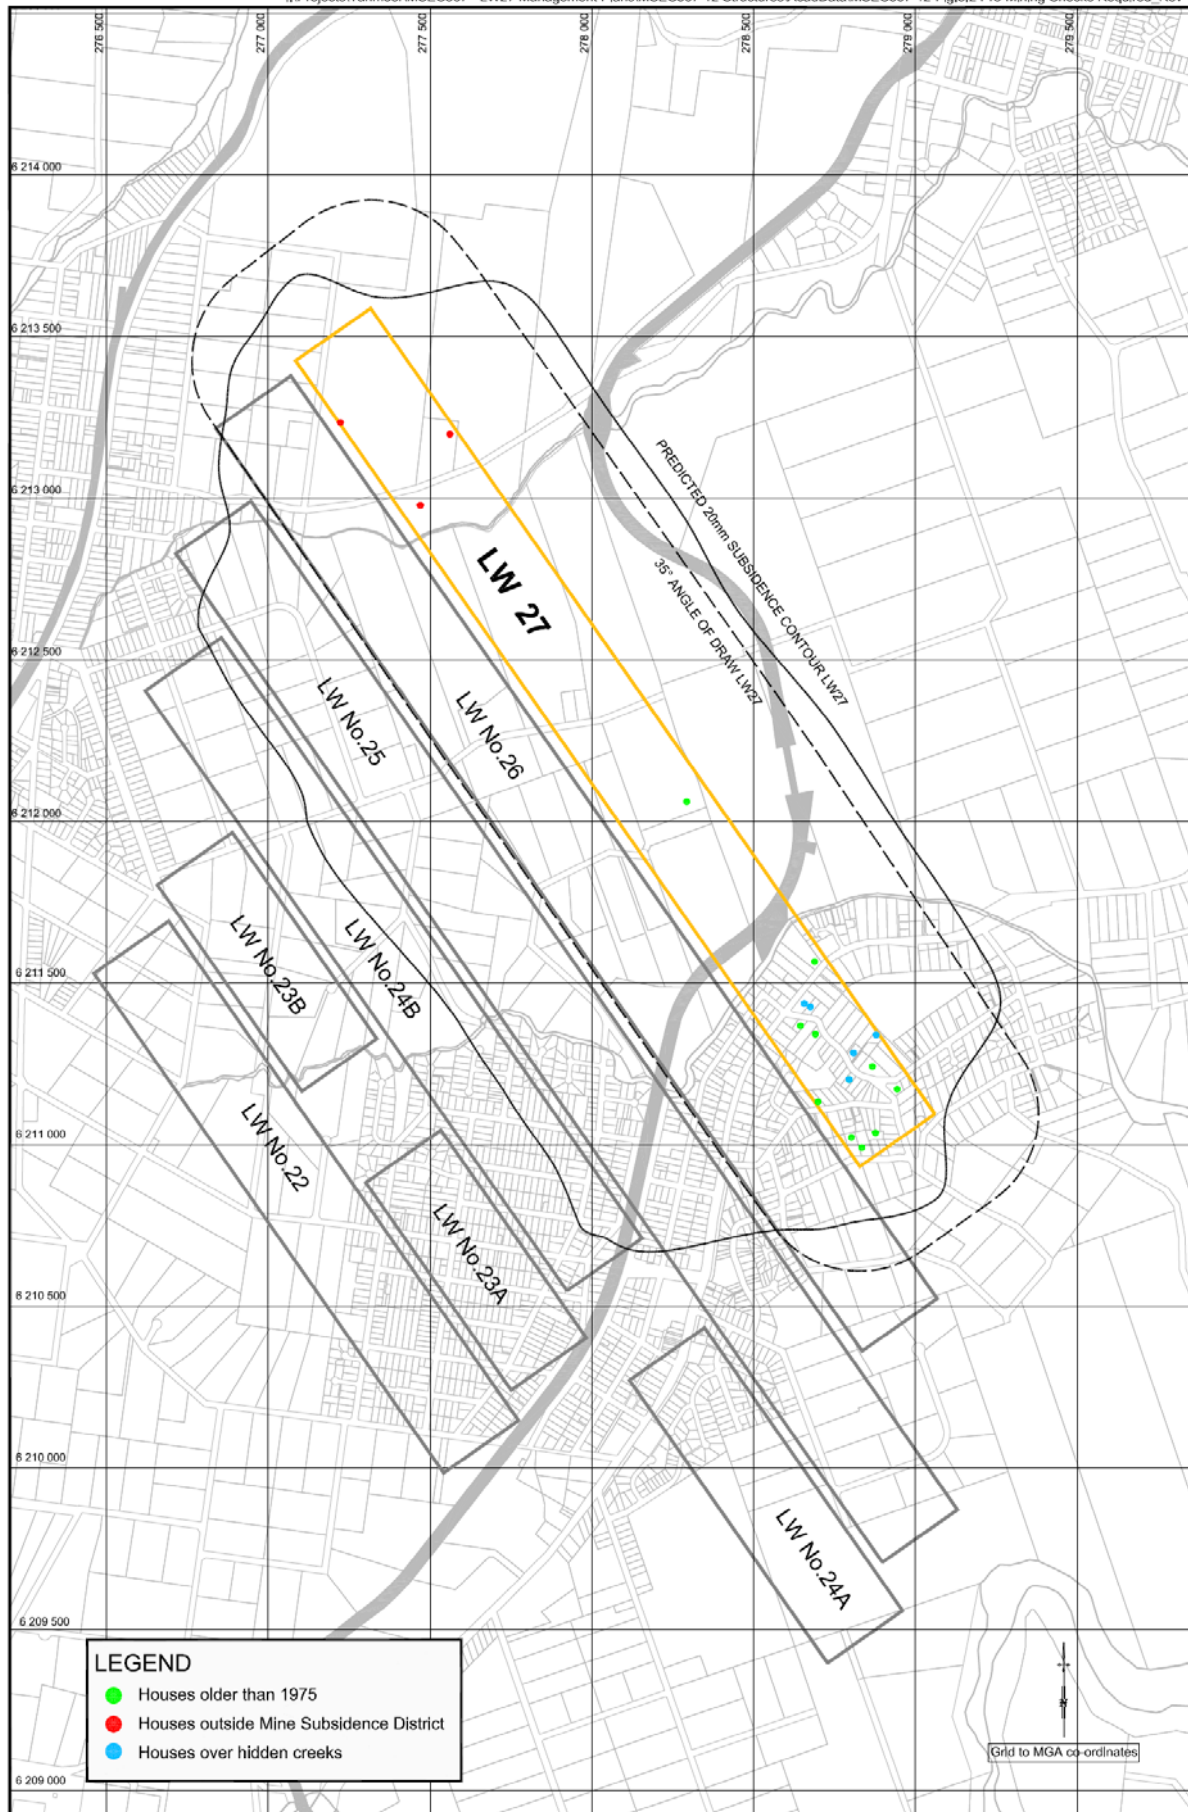 276 500
277 000
277 500
278 000
278 500
279 000
279 500
6 214 000
6 213 500
6 213 000
PREDICTED 20mm SUBSIDENCE CONTOUR LW27
35° ANGLE OF DRAW LW27
LW 27
6 212 500
LW No.25
LW No.26
6 212 000
LW No.23B
LW No.24B
6 211 500
LW No.22
6 211 000
LW No.23A
6 210 500
6 210 000
LW No.24A
6 209 500
LEGEND
Houses older than 1975
Houses outside Mine Subsidence District
Houses over hidden creeks
N
Grid to MGA co-ordinates
6 209 000